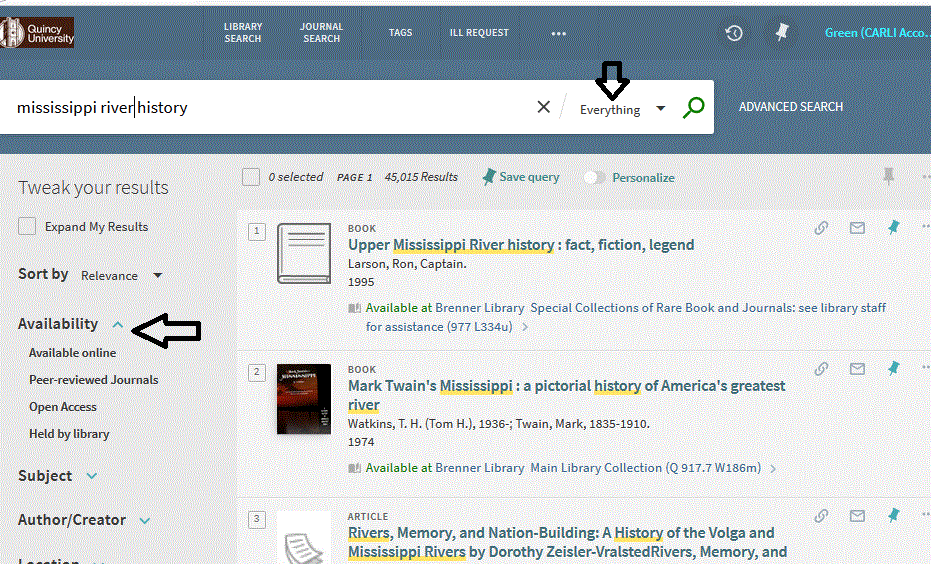 Quincy
University
LIBRARY
SEARCH
JOURNAL
SEARCH
TAGS
ILL REQUEST
Green (CARLI Acco..
mississippi river history
Everything
ADVANCED SEARCH
Tweak your results
Expand My Results
Sort by Relevance
Availability
Available online
Peer-reviewed Journals
Open Access
Held by library
Subject
Author/Creator
Location
0 selected PAGE 1 45,015 Results Save query Personalize
1
BOOK
Upper Mississippi River history : fact, fiction, legend
Larson, Ron, Captain.
1995
Available at Brenner Library Special Collections of Rare Book and Journals: see library staff
for assistance (977 L334u)
2
BOOK
Mark Twain's Mississippi : a pictorial history of America's greatest
river
Watkins, T. H. (Tom H.), 1936-; Twain, Mark, 1835-1910.
1974
Available at Brenner Library Main Library Collection (Q 917.7 W186m)
3
ARTICLE
Rivers, Memory, and Nation-Building: A History of the Volga and
Mississippi Rivers by Dorothy Zeisler-VralstedRivers, Memory, and